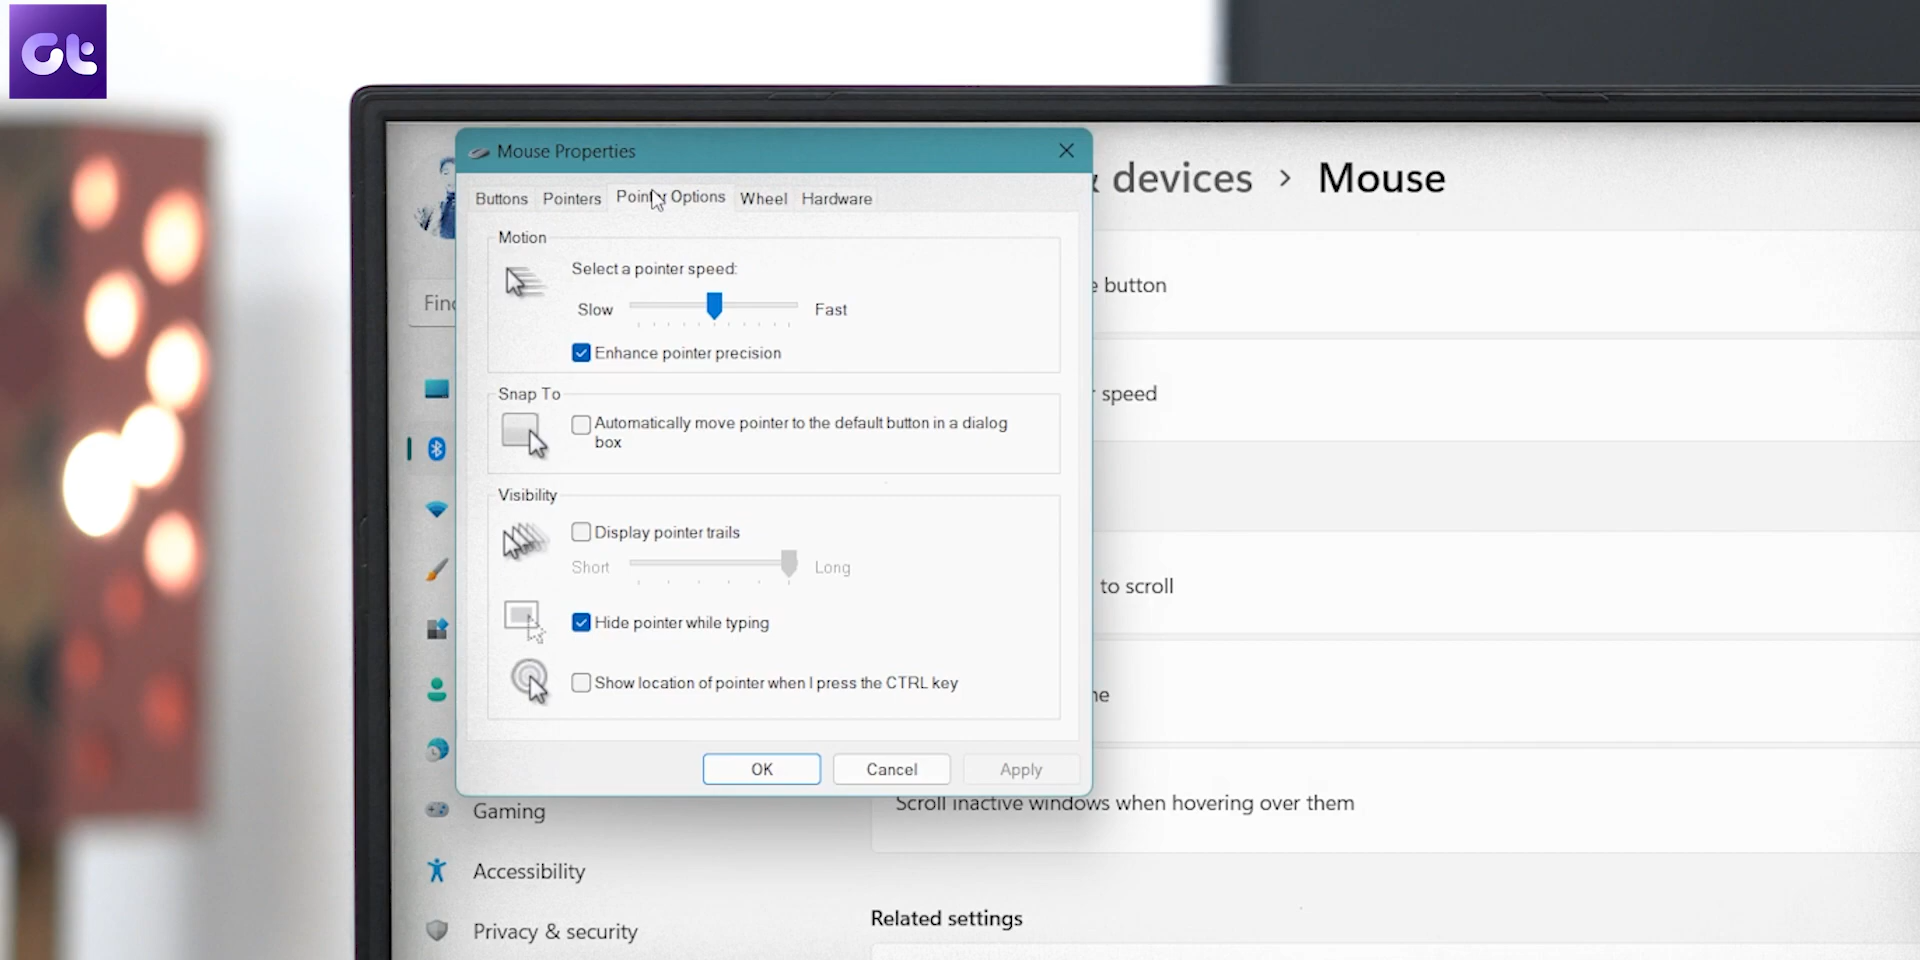 Gt
Mouse Properties
Buttons Pointers Pointer Options Wheel Hardware
Motion
Select a pointer speed:
Slow Fast
Enhance pointer precision
Snap To
Automatically move pointer to the default button in a dialog
box
Visibility
Display pointer trails
Short Long
Hide pointer while typing
Show location of pointer when I press the CTRL key
OK Cancel Apply
devices > Mouse
button
speed
to scroll
Scroll inactive windows when hovering over them
Related settings
Gaming
Accessibility
Privacy & security